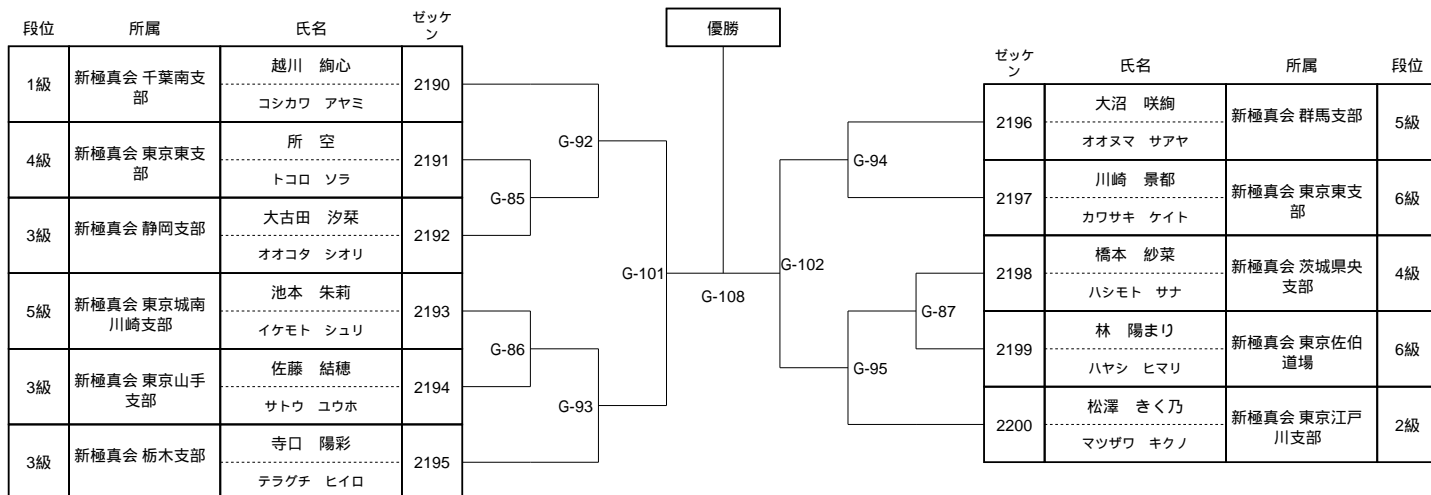 優勝
段位 所属 氏名 ゼッケ
ン
1級 新極真会 千葉南支
部 越川 絢心
コシカワ アヤミ 2190
4級 新極真会 東京東支
部 所 空
トコロ ソラ 2191
3級 新極真会 静岡支部 大古田 汐栞
オオコタ シオリ 2192
5級 新極真会 東京城南
川崎支部 池本 朱莉
イケモト シュリ 2193
3級 新極真会 東京山手
支部 佐藤 結穂
サトウ ユウホ 2194
3級 新極真会 栃木支部 寺口 陽彩
テラグチ ヒイロ 2195
G-92
G-85
G-101
G-86
G-93
G-108
G-102
G-94
G-87
G-95
ゼッケ
ン 氏名 所属 段位
2196 大沼 咲絢
オオヌマ サアヤ 新極真会 群馬支部 5級
2197 川崎 景都
カワサキ ケイト 新極真会 東京東支
部 6級
2198 橋本 紗菜
ハシモト サナ 新極真会 茨城県央
支部 4級
2199 林 陽まり
ハヤシ ヒマリ 新極真会 東京佐伯
道場 6級
2200 松澤 きく乃
マツザワ キクノ 新極真会 東京江戸
川支部 2級